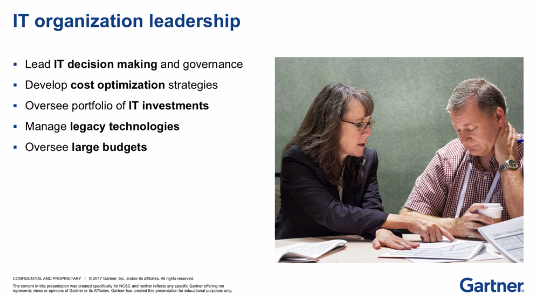 IT organization leadership
▪ Lead IT decision making and governance
▪ Develop cost optimization strategies
▪ Oversee portfolio of IT investments
▪ Manage legacy technologies
▪ Oversee large budgets
CONFIDENTIAL AND PROPRIETARY | © 2017 Gartner, Inc. and/or its affiliates. All rights reserved.
The content in this presentation was created specifically for NCSC and neither reflects any specific Gartner offering nor
represents views or opinions of Gartner or its Affiliates. Gartner has created this presentation for educational purposes only.
Gartner